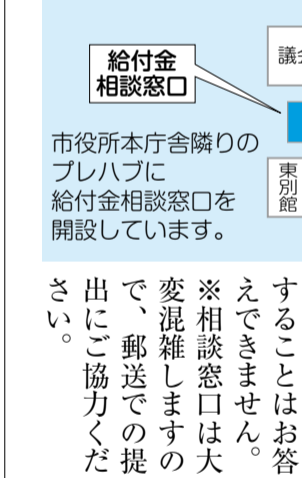 給付金
相談窓口
議会
市役所本庁舎隣りの
プレハブに
給付金相談窓口を
開設しています。
東別館
することはお答
えできません。
※相談窓口は大
変混雑しますの
で、郵送での提
出にご協力くだ
さい。